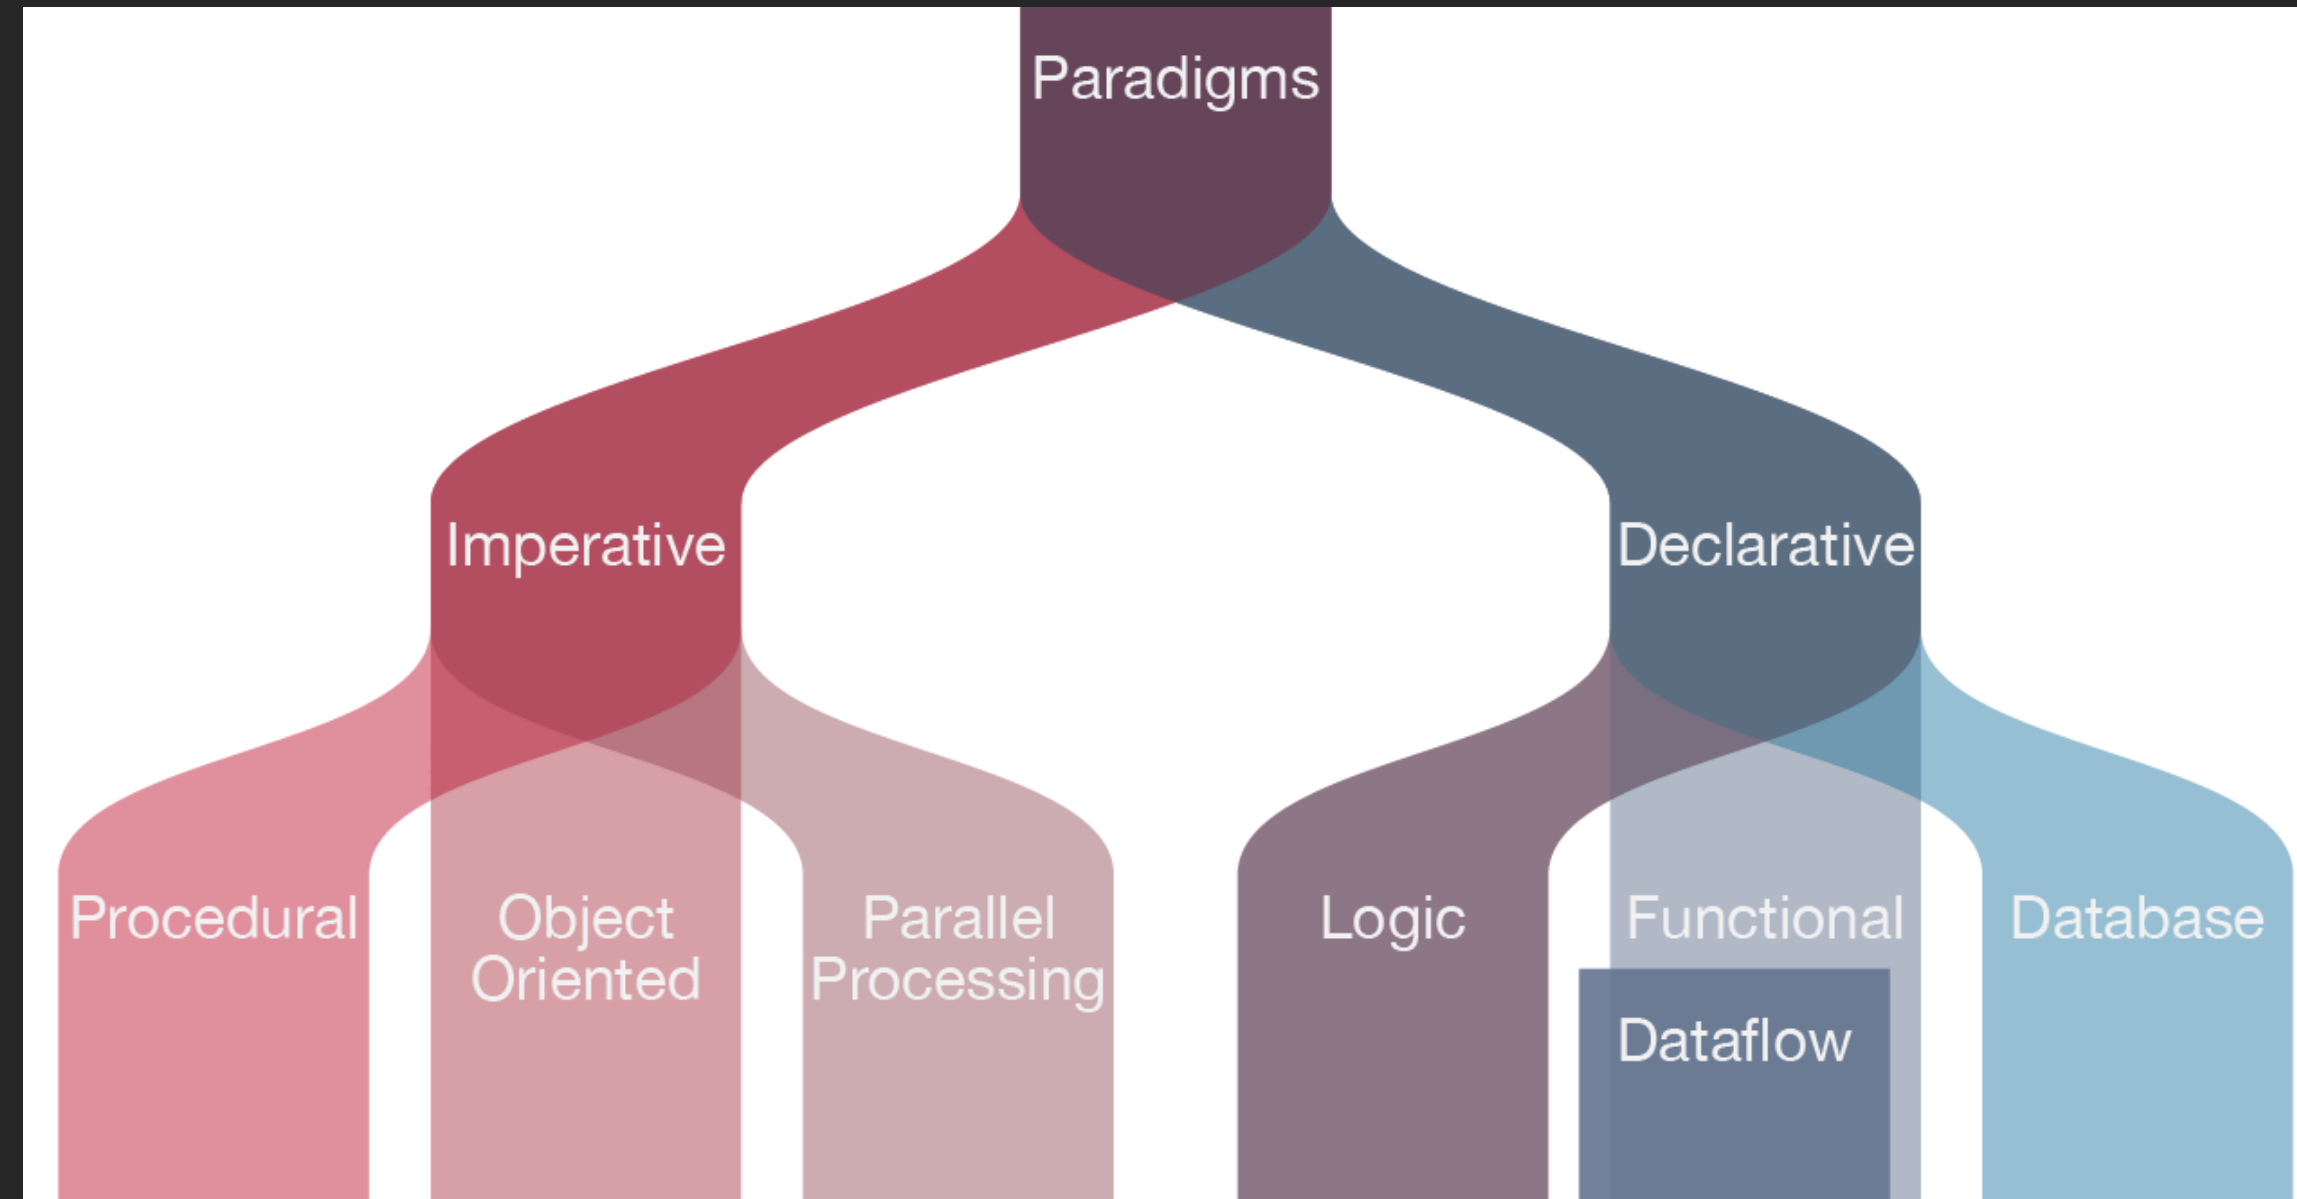 Paradigms
Imperative
Declarative
Procedural
Object
Oriented
Parallel
Processing
Logic
Functional
Dataflow
Database